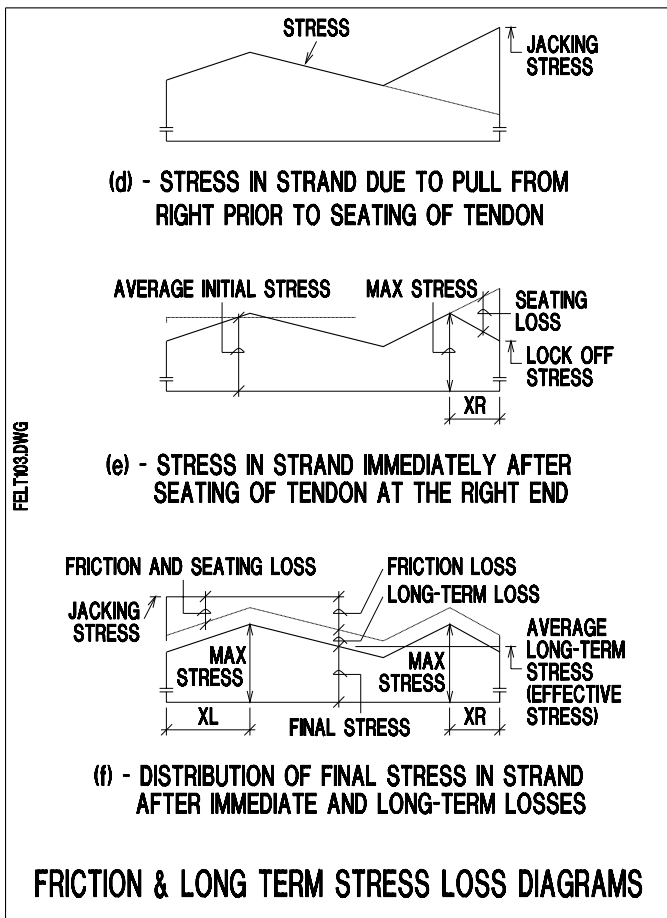 STRESS
JACKING
STRESS
(d) - STRESS IN STRAND DUE TO PULL FROM
RIGHT PRIOR TO SEATING OF TENDON
AVERAGE INITIAL STRESS
MAX STRESS
SEATING
LOSS
LOCK OFF
STRESS
XR
(e) - STRESS IN STRAND IMMEDIATELY AFTER
SEATING OF TENDON AT THE RIGHT END
FELT103.DWG
FRICTION AND SEATING LOSS
FRICTION LOSS
LONG-TERM LOSS
JACKING
STRESS
MAX
STRESS
MAX
STRESS
AVERAGE
LONG-TERM
STRESS
(EFFECTIVE
STRESS)
XL
FINAL STRESS
XR
(f) - DISTRIBUTION OF FINAL STRESS IN STRAND
AFTER IMMEDIATE AND LONG-TERM LOSSES
FRICTION & LONG TERM STRESS LOSS DIAGRAMS